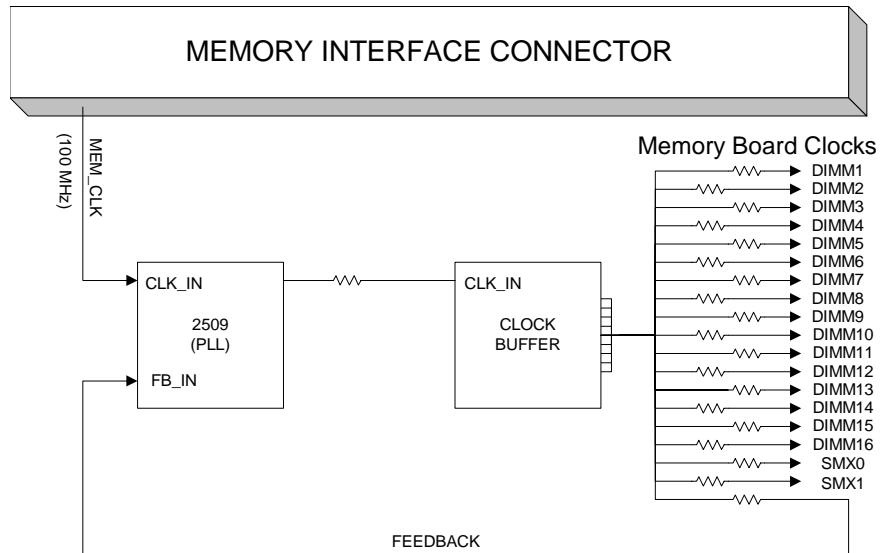 MEMORY INTERFACE CONNECTOR
MEM_CLK
(100 MHz)
Memory Board Clocks
DIMM1
DIMM2
DIMM3
DIMM4
DIMM5
DIMM6
DIMM7
DIMM8
DIMM9
DIMM10
DIMM11
DIMM12
DIMM13
DIMM14
DIMM15
DIMM16
SMX0
SMX1
CLK_IN
2509
(PLL)
FB_IN
CLK_IN
CLOCK
BUFFER
FEEDBACK